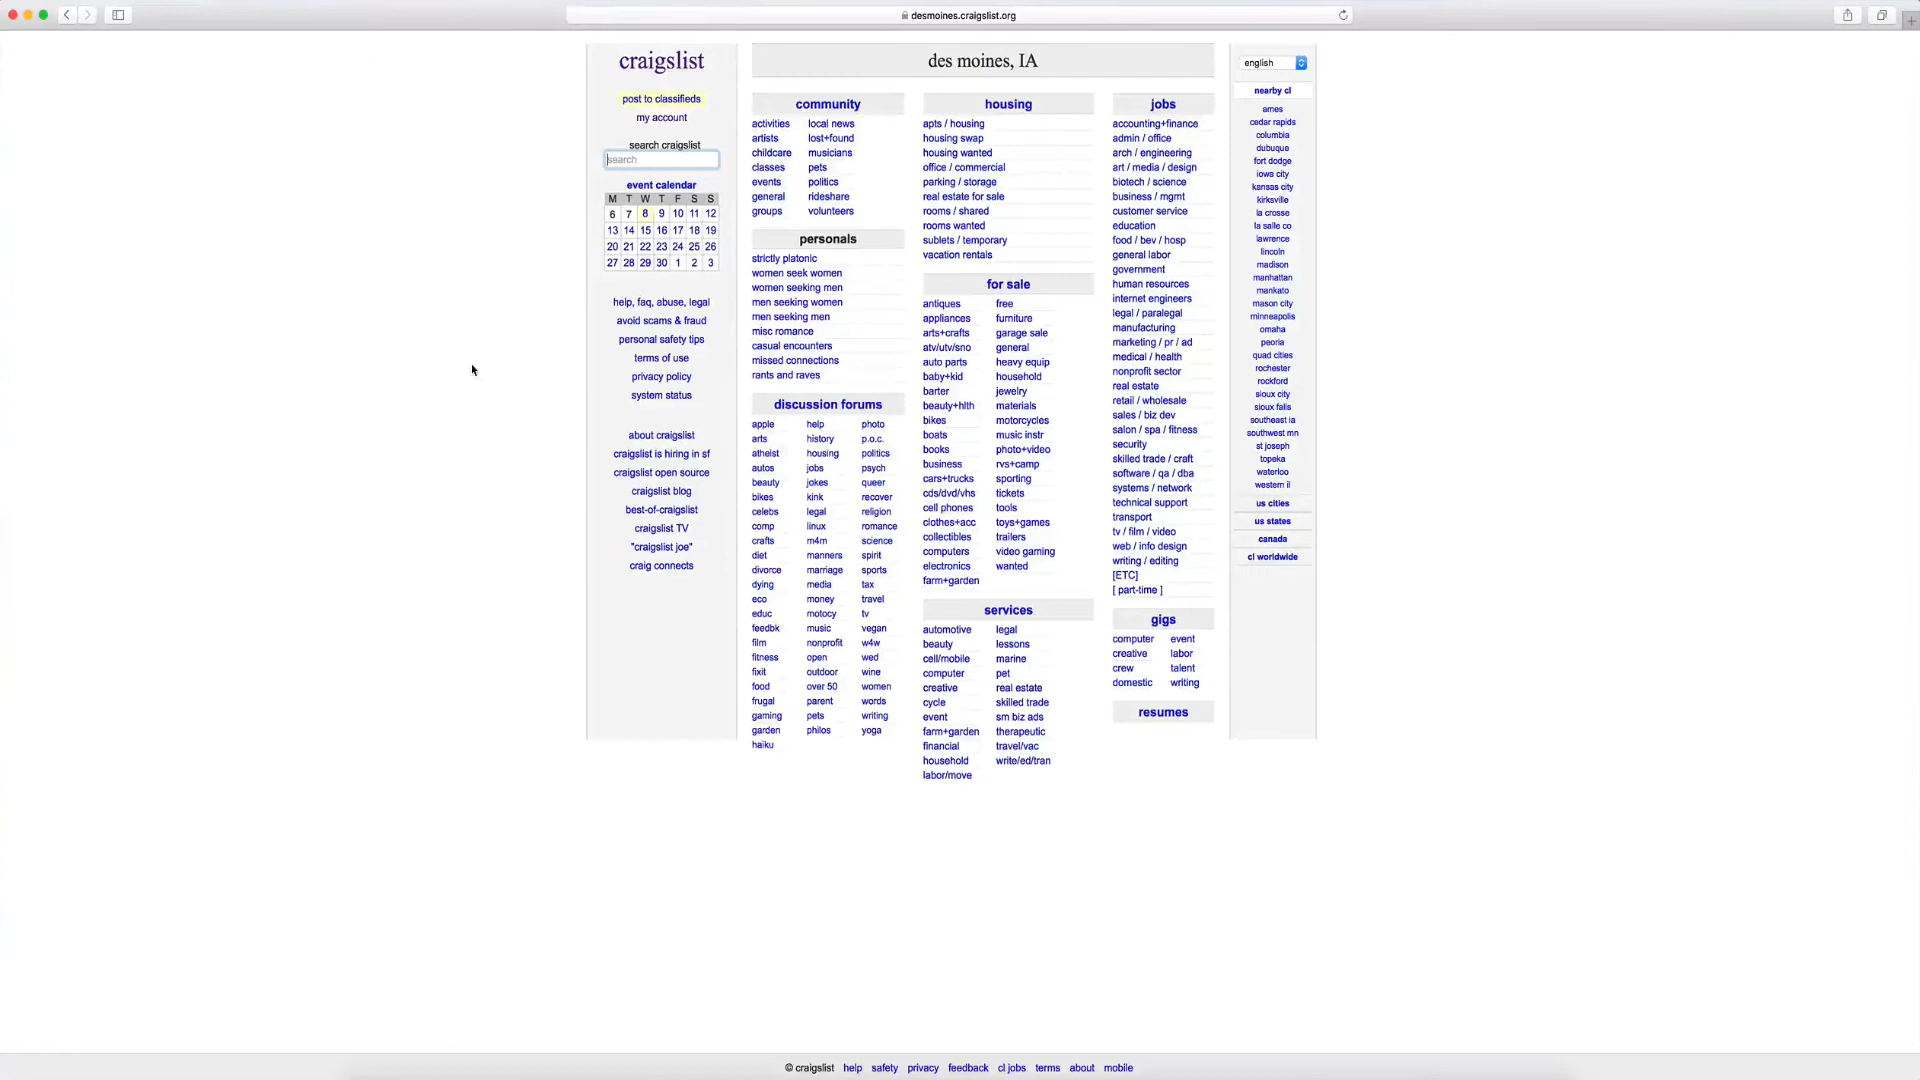 desmoines.craigslist.org
craigslist
post to classifieds
my account
search craigslist
search
event calendar
M T W T F S S
6 7 8 9 10 11 12
13 14 15 16 17 18 19
20 21 22 23 24 25 26
27 28 29 30 1 2 3
help, faq, abuse, legal
avoid scams & fraud
personal safety tips
terms of use
privacy policy
system status
about craigslist
craigslist is hiring in sf
craigslist open source
craigslist blog
best-of-craigslist
craigslist TV
"craigslist joe"
craig connects
des moines, IA
community
activities local news
artists lost+found
childcare musicians
classes pets
events politics
general rideshare
groups volunteers
personals
strictly platonic
women seek women
women seeking men
men seeking women
men seeking men
misc romance
casual encounters
missed connections
rants and raves
discussion forums
apple help photo
arts history p.o.c.
atheist housing politics
autos jobs psych
beauty jokes queer
bikes kink recover
celebs legal religion
comp linux romance
crafts m4m science
diet manners spirit
divorce marriage sports
dying media tax
eco money travel
educ motocy tv
feedbk music vegan
film nonprofit w4w
fitness open wed
fixit outdoor wine
food over 50 women
frugal parent words
gaming pets writing
garden philos yoga
haiku
housing
apts / housing
housing swap
housing wanted
office / commercial
parking / storage
real estate for sale
rooms / shared
rooms wanted
sublets / temporary
vacation rentals
for sale
antiques free
appliances furniture
arts+crafts garage sale
atv/utv/sno general
auto parts heavy equip
baby+kid household
barter jewelry
beauty+hlth materials
bikes motorcycles
boats music instr
books photo+video
business rvs+camp
cars+trucks sporting
cds/dvd/vhs tickets
cell phones tools
clothes+acc toys+games
collectibles trailers
computers video gaming
electronics wanted
farm+garden
services
automotive legal
beauty lessons
cell/mobile marine
computer pet
creative real estate
cycle skilled trade
event sm biz ads
farm+garden therapeutic
financial travel/vac
household write/ed/tran
labor/move
jobs
accounting+finance
admin / office
arch / engineering
art / media / design
biotech / science
business / mgmt
customer service
education
food / bev / hosp
general labor
government
human resources
internet engineers
legal / paralegal
manufacturing
marketing / pr / ad
medical / health
nonprofit sector
real estate
retail / wholesale
sales / biz dev
salon / spa / fitness
security
skilled trade / craft
software / qa / dba
systems / network
technical support
transport
tv / film / video
web / info design
writing / editing
[ETC]
[ part-time ]
gigs
computer event
creative labor
crew talent
domestic writing
resumes
english
nearby cl
ames
cedar rapids
columbia
dubuque
fort dodge
iowa city
kansas city
kirksville
la crosse
la salle co
lawrence
lincoln
madison
manhattan
mankato
mason city
minneapolis
omaha
peoria
quad cities
rochester
rockford
sioux city
sioux falls
southeast ia
southwest mn
st joseph
topeka
waterloo
western il
us cities
us states
canada
cl worldwide
© craigslist help safety privacy feedback cl jobs terms about mobile